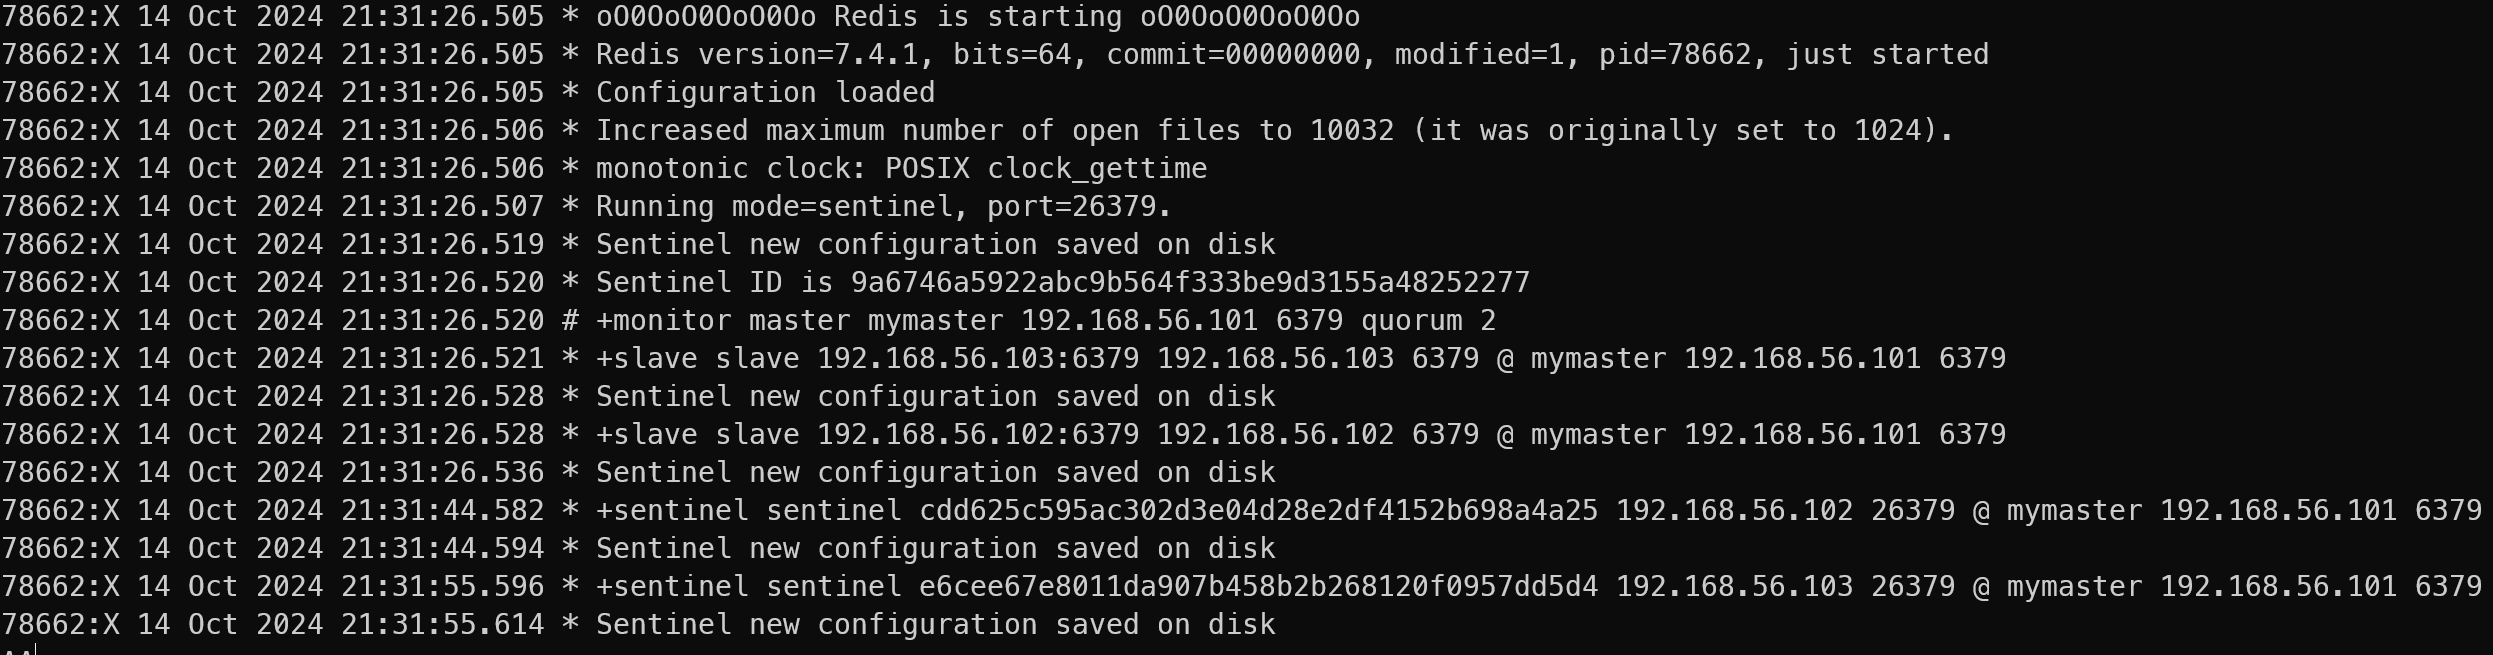 78662:X 14 Oct 2024 21:31:26.505 * oO0OoO0OoO0Oo Redis is starting oO0OoO0OoO0Oo
78662:X 14 Oct 2024 21:31:26.505 * Redis version=7.4.1, bits=64, commit=00000000, modified=1, pid=78662, just started
78662:X 14 Oct 2024 21:31:26.505 * Configuration loaded
78662:X 14 Oct 2024 21:31:26.506 * Increased maximum number of open files to 10032 (it was originally set to 1024).
78662:X 14 Oct 2024 21:31:26.506 * monotonic clock: POSIX clock_gettime
78662:X 14 Oct 2024 21:31:26.507 * Running mode=sentinel, port=26379.
78662:X 14 Oct 2024 21:31:26.519 * Sentinel new configuration saved on disk
78662:X 14 Oct 2024 21:31:26.520 * Sentinel ID is 9a6746a5922abc9b564f333be9d3155a48252277
78662:X 14 Oct 2024 21:31:26.520 # +monitor master mymaster 192.168.56.101 6379 quorum 2
78662:X 14 Oct 2024 21:31:26.521 * +slave slave 192.168.56.103:6379 192.168.56.103 6379 @ mymaster 192.168.56.101 6379
78662:X 14 Oct 2024 21:31:26.528 * Sentinel new configuration saved on disk
78662:X 14 Oct 2024 21:31:26.528 * +slave slave 192.168.56.102:6379 192.168.56.102 6379 @ mymaster 192.168.56.101 6379
78662:X 14 Oct 2024 21:31:26.536 * Sentinel new configuration saved on disk
78662:X 14 Oct 2024 21:31:44.582 * +sentinel sentinel cdd625c595ac302d3e04d28e2df4152b698a4a25 192.168.56.102 26379 @ mymaster 192.168.56.101 6379
78662:X 14 Oct 2024 21:31:44.594 * Sentinel new configuration saved on disk
78662:X 14 Oct 2024 21:31:55.596 * +sentinel sentinel e6cee67e8011da907b458b2b268120f0957dd5d4 192.168.56.103 26379 @ mymaster 192.168.56.101 6379
78662:X 14 Oct 2024 21:31:55.614 * Sentinel new configuration saved on disk